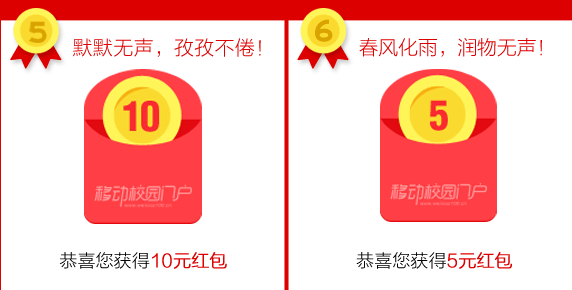 5
默默无声，孜孜不倦！
10
移动校园门户
恭喜您获得10元红包
6
春风化雨，润物无声！
5
移动校园门户
恭喜您获得5元红包